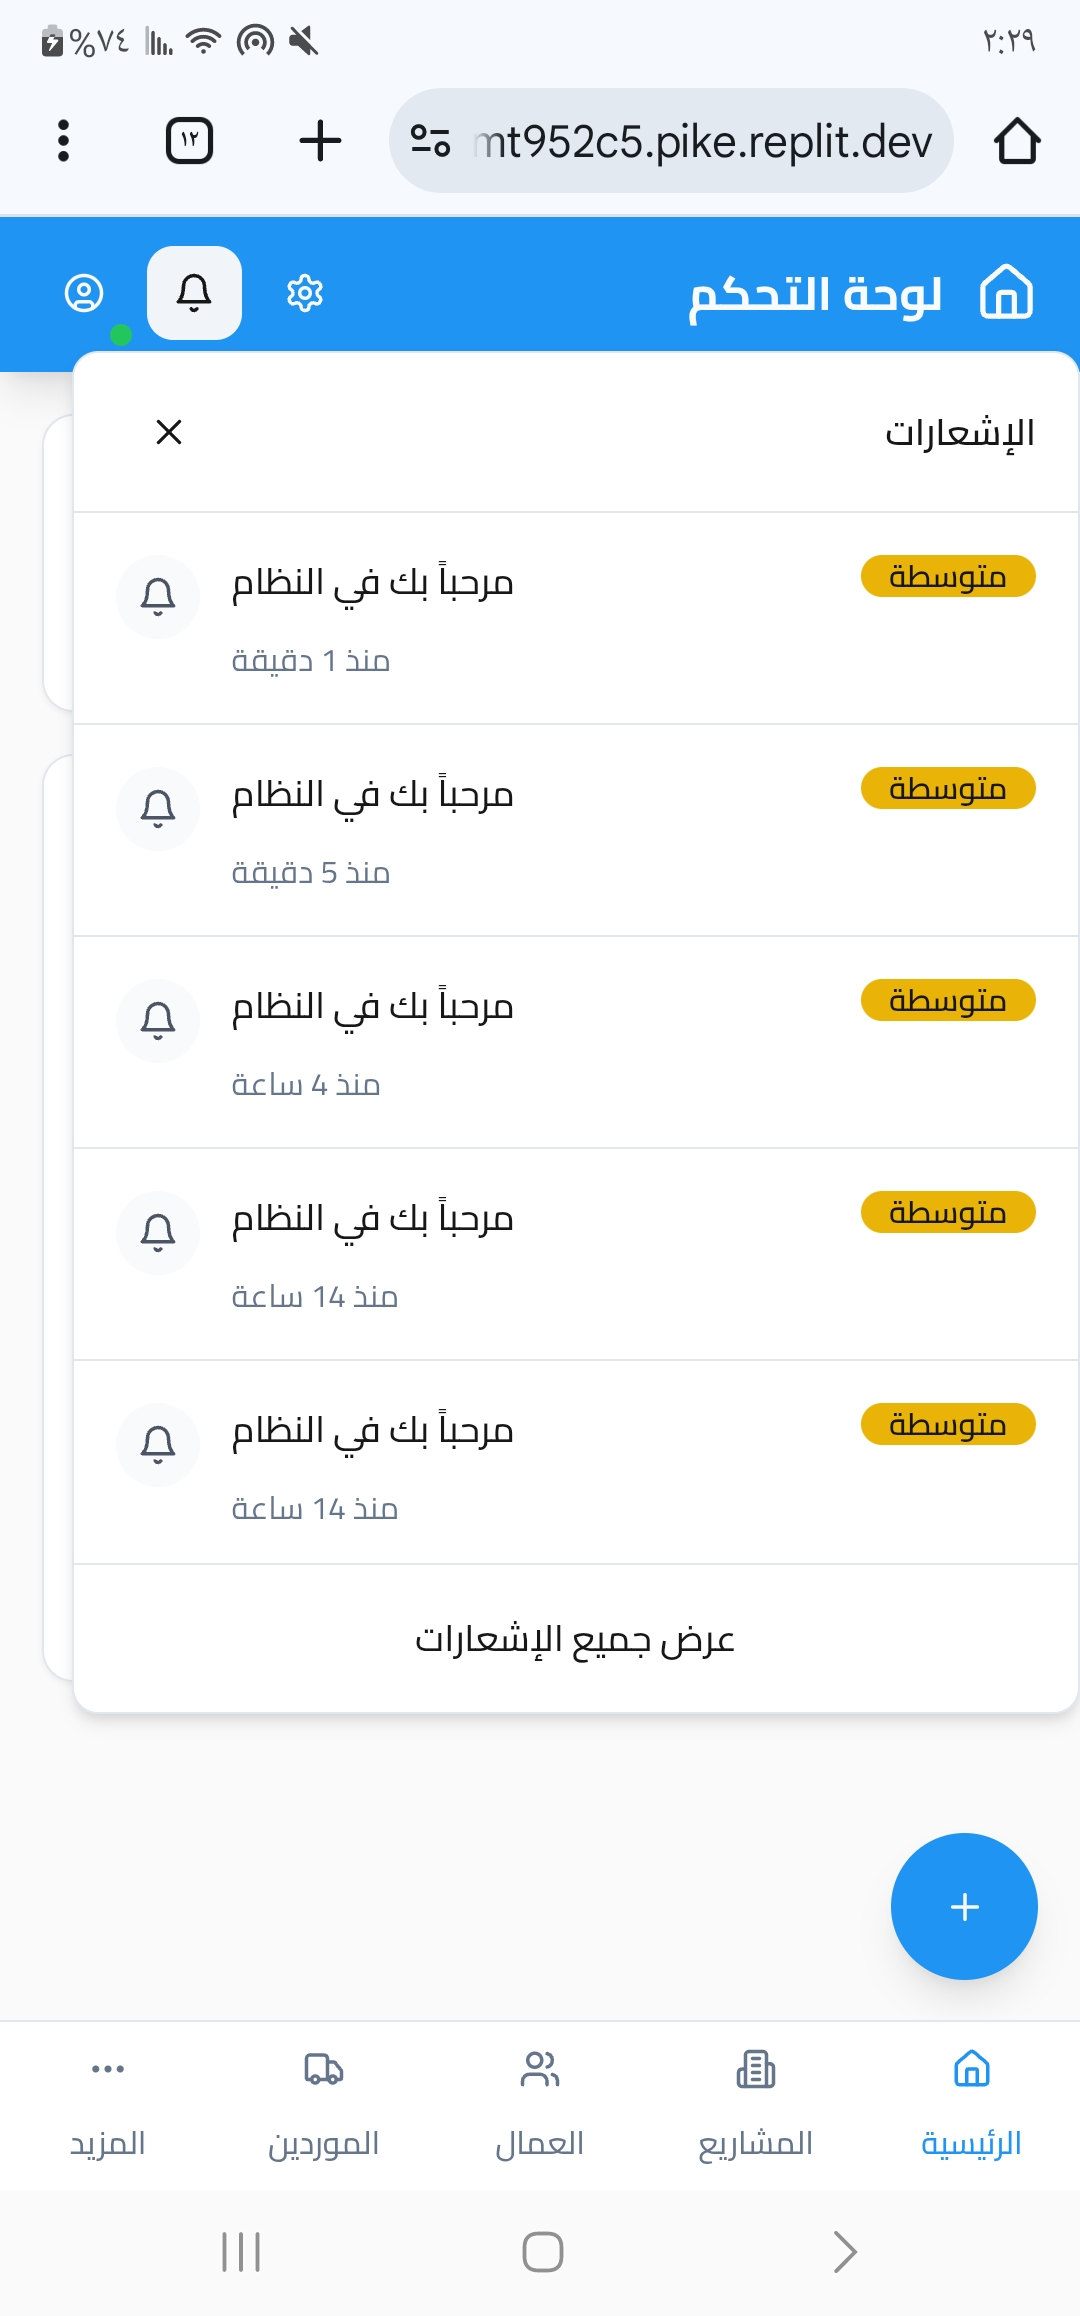 ٢:٢٩
%٧٤
mt952c5.pike.replit.dev
١٢
لوحة التحكم
الإشعارات
متوسطة
مرحباً بك في النظام
منذ 1 دقيقة
متوسطة
مرحباً بك في النظام
منذ 5 دقيقة
متوسطة
مرحباً بك في النظام
منذ 4 ساعة
متوسطة
مرحباً بك في النظام
منذ 14 ساعة
متوسطة
مرحباً بك في النظام
منذ 14 ساعة
عرض جميع الإشعارات
الرئيسية
المشاريع
العمال
الموردين
المزيد